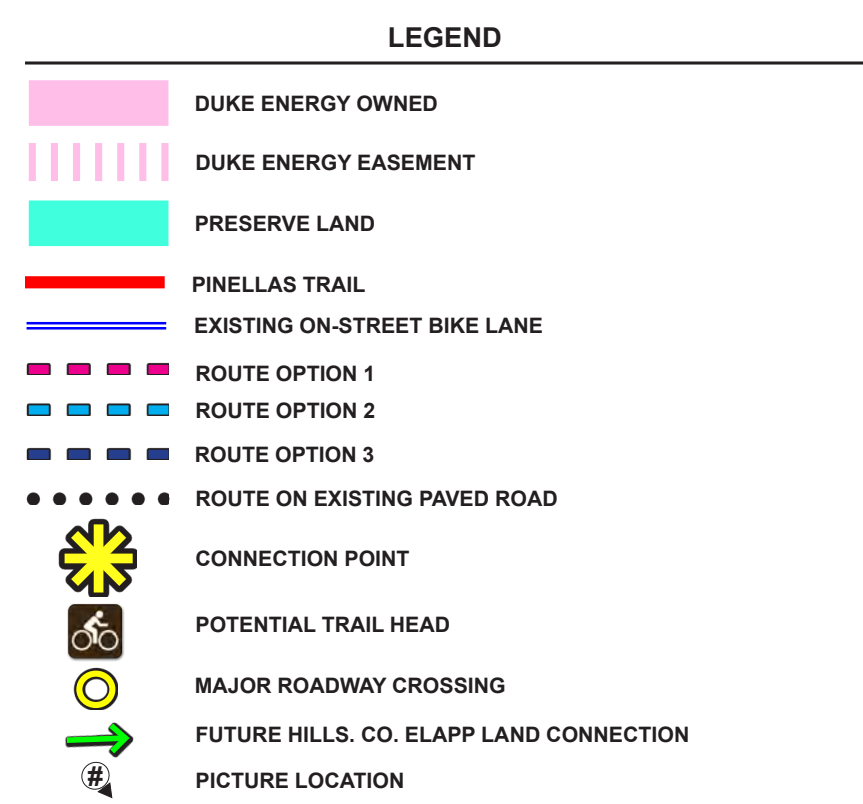 LEGEND
DUKE ENERGY OWNED
DUKE ENERGY EASEMENT
PRESERVE LAND
PINELLAS TRAIL
EXISTING ON-STREET BIKE LANE
ROUTE OPTION 1
ROUTE OPTION 2
ROUTE OPTION 3
ROUTE ON EXISTING PAVED ROAD
CONNECTION POINT
POTENTIAL TRAIL HEAD
MAJOR ROADWAY CROSSING
FUTURE HILLS. CO. ELAPP LAND CONNECTION
# PICTURE LOCATION